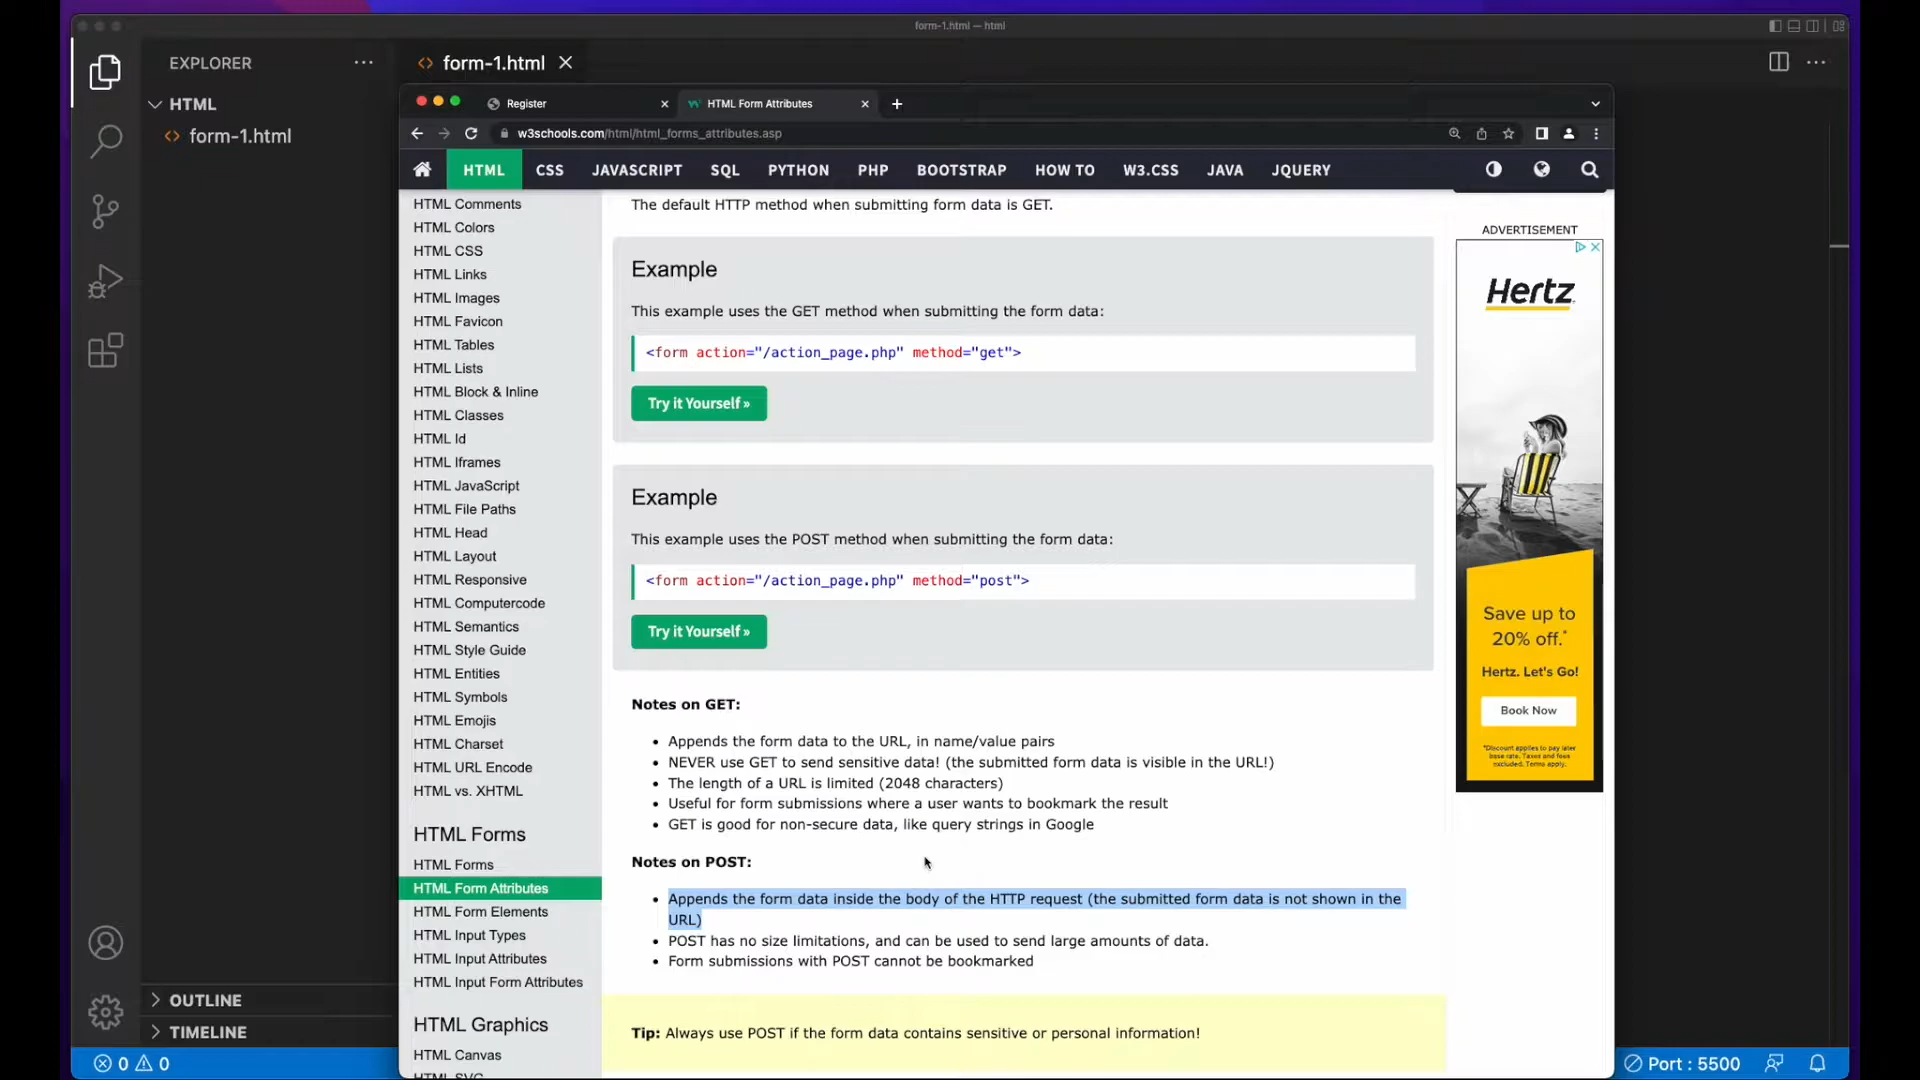 form-1.html — html
EXPLORER
form-1.html
HTML
form-1.html
Register
HTML Form Attributes
w3schools.com/html/html_forms_attributes.asp
HTML
CSS
JAVASCRIPT
SQL
PYTHON
PHP
BOOTSTRAP
HOW TO
W3.CSS
JAVA
JQUERY
HTML Comments
HTML Colors
HTML CSS
HTML Links
HTML Images
HTML Favicon
HTML Tables
HTML Lists
HTML Block & Inline
HTML Classes
HTML Id
HTML Iframes
HTML JavaScript
HTML File Paths
HTML Head
HTML Layout
HTML Responsive
HTML Computercode
HTML Semantics
HTML Style Guide
HTML Entities
HTML Symbols
HTML Emojis
HTML Charset
HTML URL Encode
HTML vs. XHTML
HTML Forms
HTML Forms
HTML Form Attributes
HTML Form Elements
HTML Input Types
HTML Input Attributes
HTML Input Form Attributes
HTML Graphics
HTML Canvas
HTML SVG
The default HTTP method when submitting form data is GET.
Example
This example uses the GET method when submitting the form data:
<form action="/action_page.php" method="get">
Try it Yourself »
Example
This example uses the POST method when submitting the form data:
<form action="/action_page.php" method="post">
Try it Yourself »
Notes on GET:
• Appends the form data to the URL, in name/value pairs
• NEVER use GET to send sensitive data! (the submitted form data is visible in the URL!)
• The length of a URL is limited (2048 characters)
• Useful for form submissions where a user wants to bookmark the result
• GET is good for non-secure data, like query strings in Google
Notes on POST:
• Appends the form data inside the body of the HTTP request (the submitted form data is not shown in the
URL)
• POST has no size limitations, and can be used to send large amounts of data.
• Form submissions with POST cannot be bookmarked
Tip: Always use POST if the form data contains sensitive or personal information!
ADVERTISEMENT
Hertz
Save up to
20% off.*
Hertz. Let's Go!
Book Now
*Discount applies to pay later
base rate. Taxes and fees
excluded. Terms apply.
OUTLINE
TIMELINE
0
0
Port : 5500